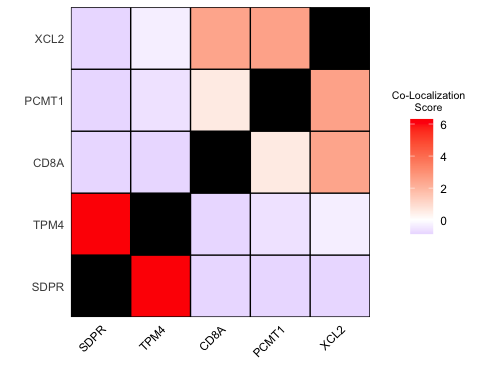 XCL2
PCMT1
CD8A
TPM4
SDPR
SDPR
TPM4
CD8A
PCMT1
XCL2
Co-Localization
Score
6
4
2
0